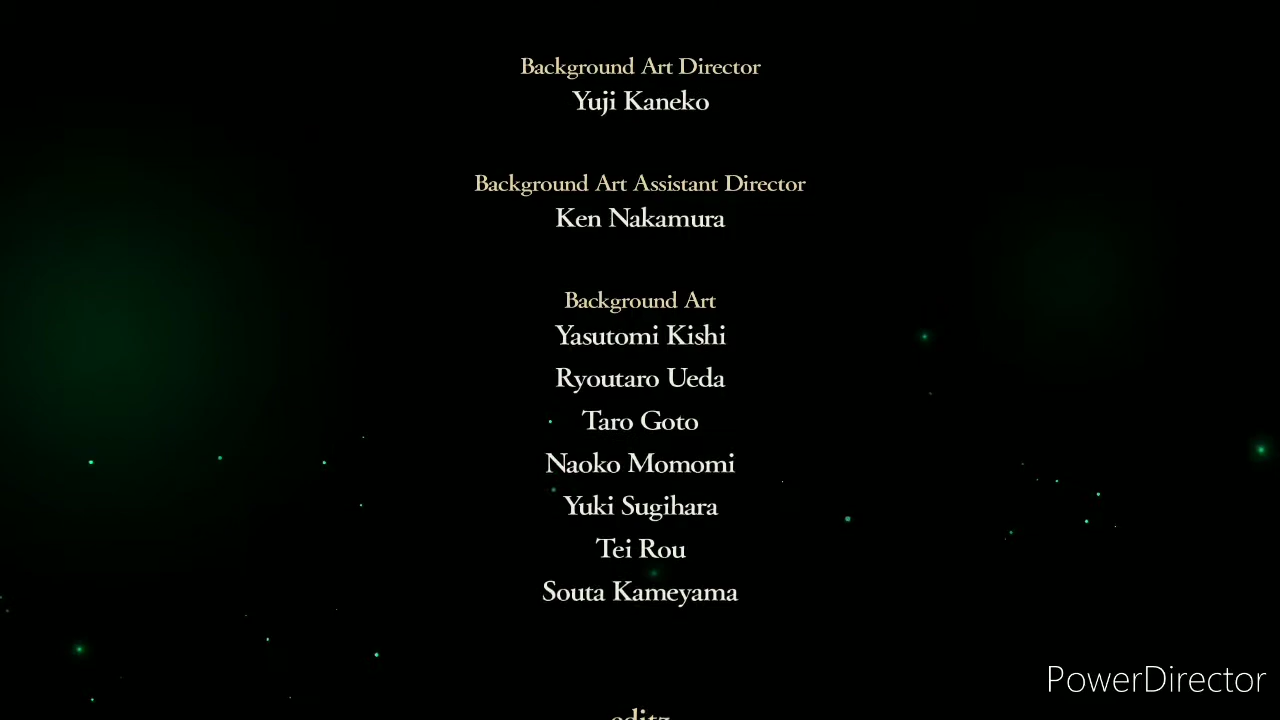 Background Art Director
Yuji Kaneko
Background Art Assistant Director
Ken Nakamura
Background Art
Yasutomi Kishi
Ryoutaro Ueda
Taro Goto
Naoko Momomi
Yuki Sugihara
Tei Rou
Souta Kameyama
PowerDirector